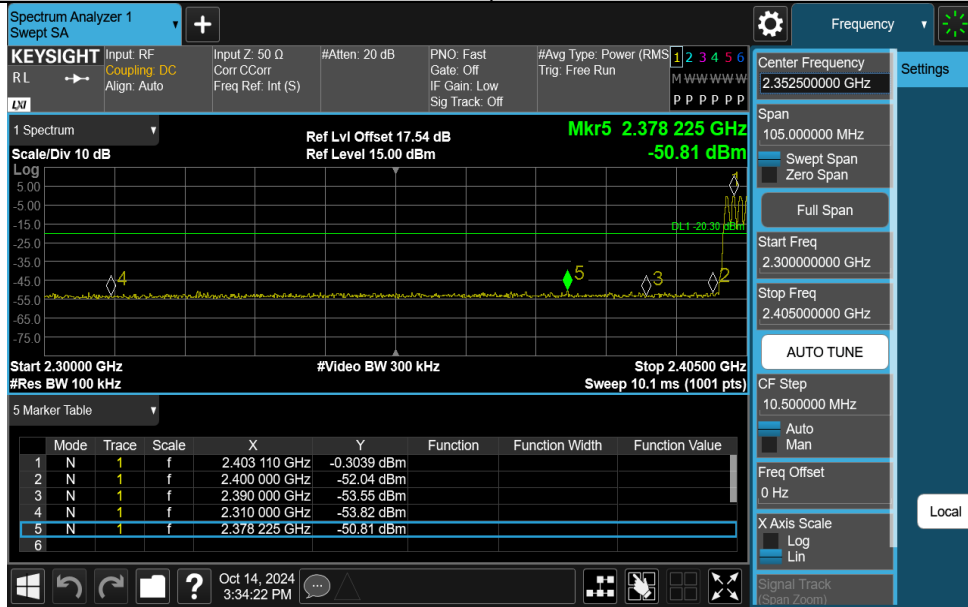 Spectrum Analyzer 1
Swept SA
+
Frequency
KEYSIGHT
RL
LXI
Input: RF
Coupling: DC
Align: Auto
Input Z: 50 Ω
Corr CCorr
Freq Ref: Int (S)
#Atten: 20 dB
PNO: Fast
Gate: Off
IF Gain: Low
Sig Track: Off
#Avg Type: Power (RMS
Trig: Free Run
1 2 3 4 5 6
M W W W W W
P P P P P P
1 Spectrum
Scale/Div 10 dB
Ref Lvl Offset 17.54 dB
Ref Level 15.00 dBm
Mkr5 2.378 225 GHz
-50.81 dBm
Log
5.00
-5.00
-15.0
-25.0
-35.0
-45.0
-55.0
-65.0
-75.0
1
DL1 -20.30 dBm
4
5
3
2
Start 2.30000 GHz
#Video BW 300 kHz
Stop 2.40500 GHz
#Res BW 100 kHz
Sweep 10.1 ms (1001 pts)
5 Marker Table
Mode Trace Scale X Y Function Function Width Function Value
1 N 1 f 2.403 110 GHz -0.3039 dBm
2 N 1 f 2.400 000 GHz -52.04 dBm
3 N 1 f 2.390 000 GHz -53.55 dBm
4 N 1 f 2.310 000 GHz -53.82 dBm
5 N 1 f 2.378 225 GHz -50.81 dBm
6
?
Oct 14, 2024
3:34:22 PM
Center Frequency
2.352500000 GHz
Settings
Span
105.000000 MHz
Swept Span
Zero Span
Full Span
Start Freq
2.300000000 GHz
Stop Freq
2.405000000 GHz
AUTO TUNE
CF Step
10.500000 MHz
Auto
Man
Freq Offset
0 Hz
Local
X Axis Scale
Log
Lin
Signal Track
(Span Zoom)